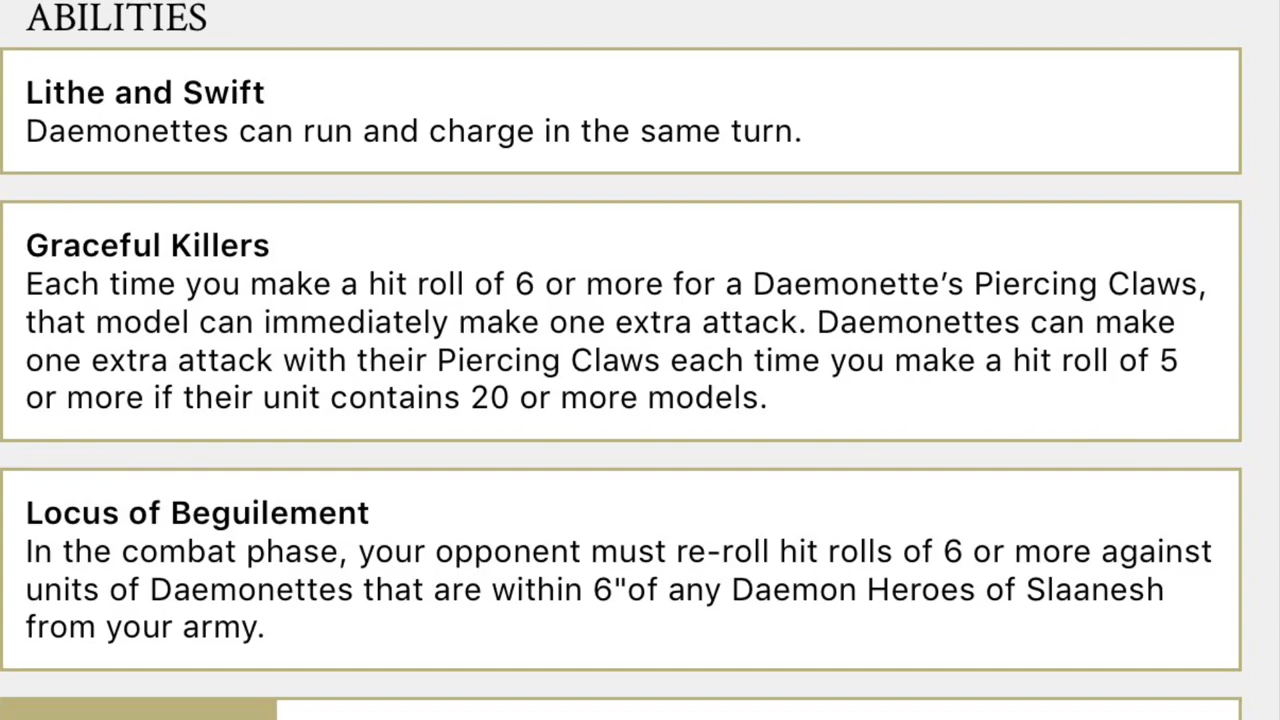 ABILITIES
Lithe and Swift
Daemonettes can run and charge in the same turn.
Graceful Killers
Each time you make a hit roll of 6 or more for a Daemonette’s Piercing Claws,
that model can immediately make one extra attack. Daemonettes can make
one extra attack with their Piercing Claws each time you make a hit roll of 5
or more if their unit contains 20 or more models.
Locus of Beguilement
In the combat phase, your opponent must re-roll hit rolls of 6 or more against
units of Daemonettes that are within 6"of any Daemon Heroes of Slaanesh
from your army.